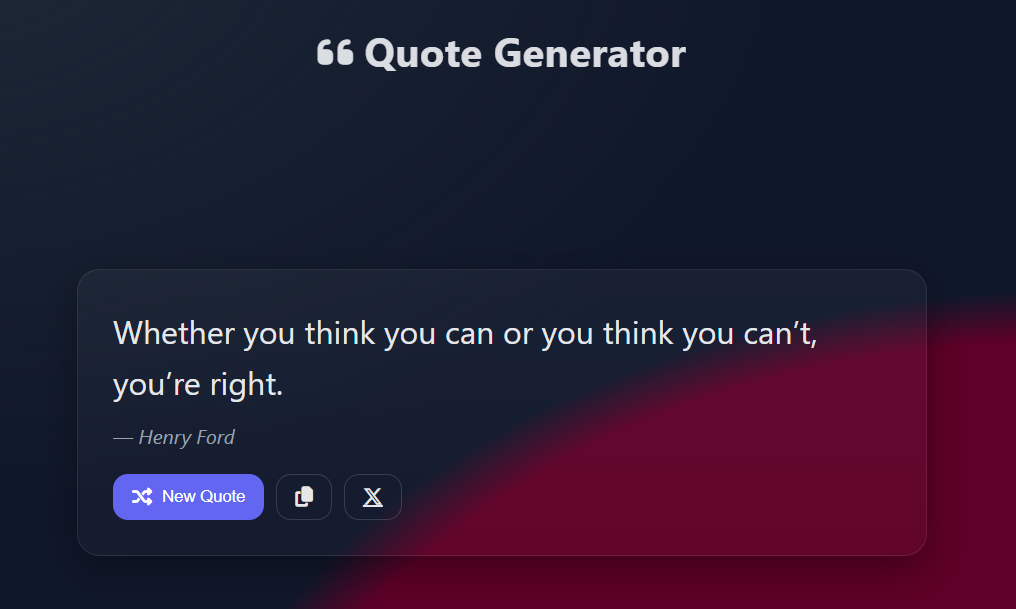 Quote Generator
Whether you think you can or you think you can’t,
you’re right.
— Henry Ford
New Quote